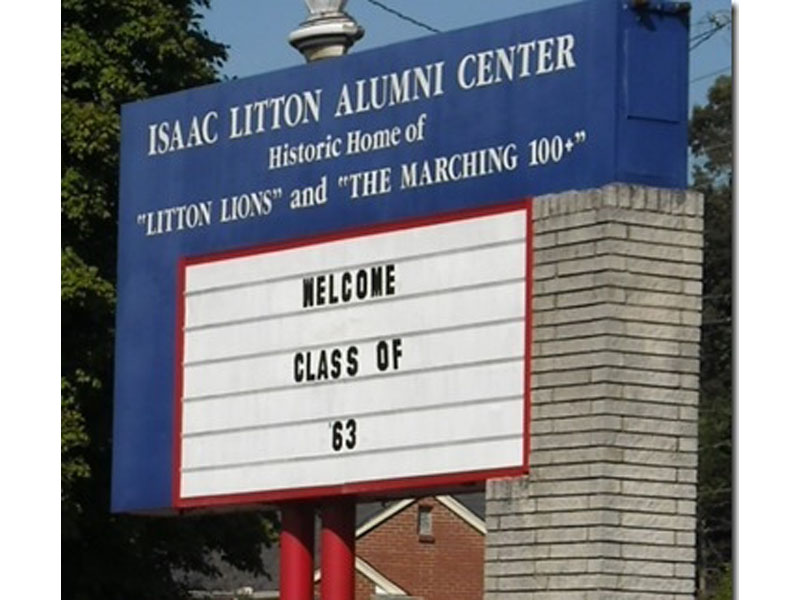 ISAAC LITTON ALUMNI CENTER
Historic Home of
"LITTON LIONS" and "THE MARCHING 100+"
WELCOME
CLASS OF
'63